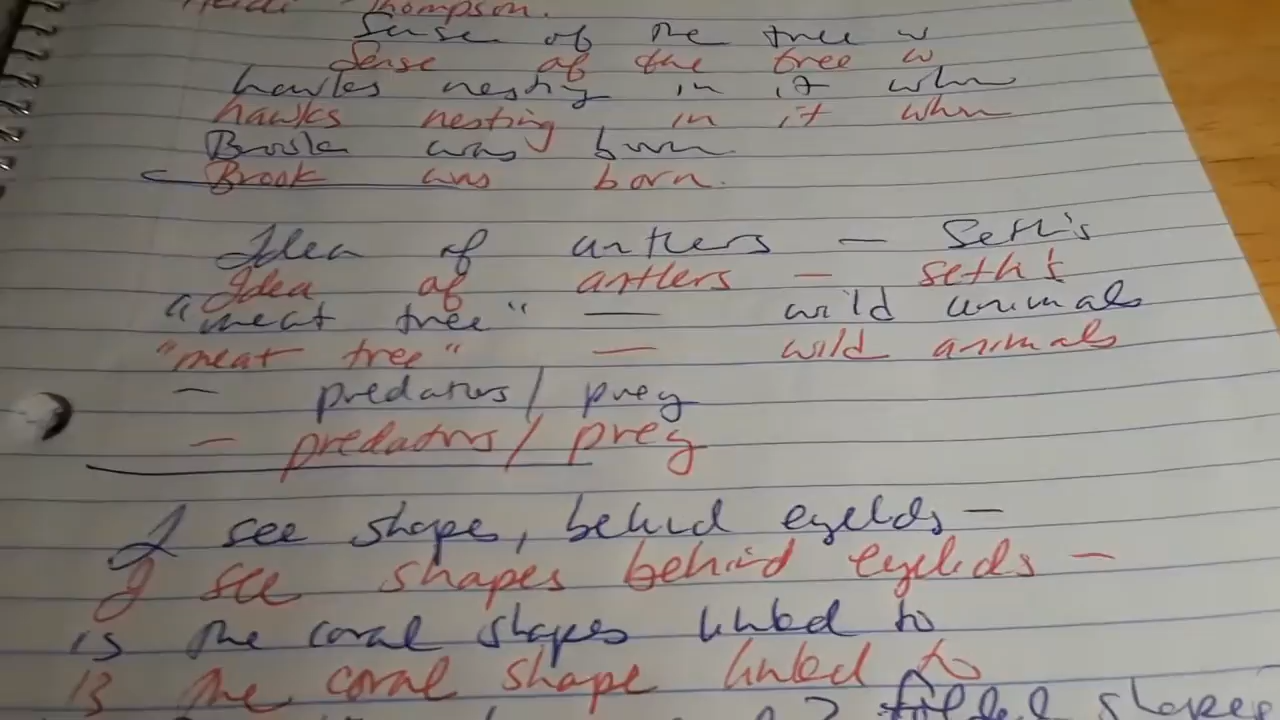 Thompson.
Sense of the tree w
Sense of the tree w
hawks nesting in it when
hawks nesting in it when
Brook was born.
Brook was born.
Idea of antlers — Seth's
Idea of antlers — Seth's
"meat tree" — wild animals
"meat tree" — wild animals
— predators / prey
— predators / prey
I see shapes, behind eyelids —
I see shapes behind eyelids —
is the coral shapes linked to
is the coral shape linked to
shapes